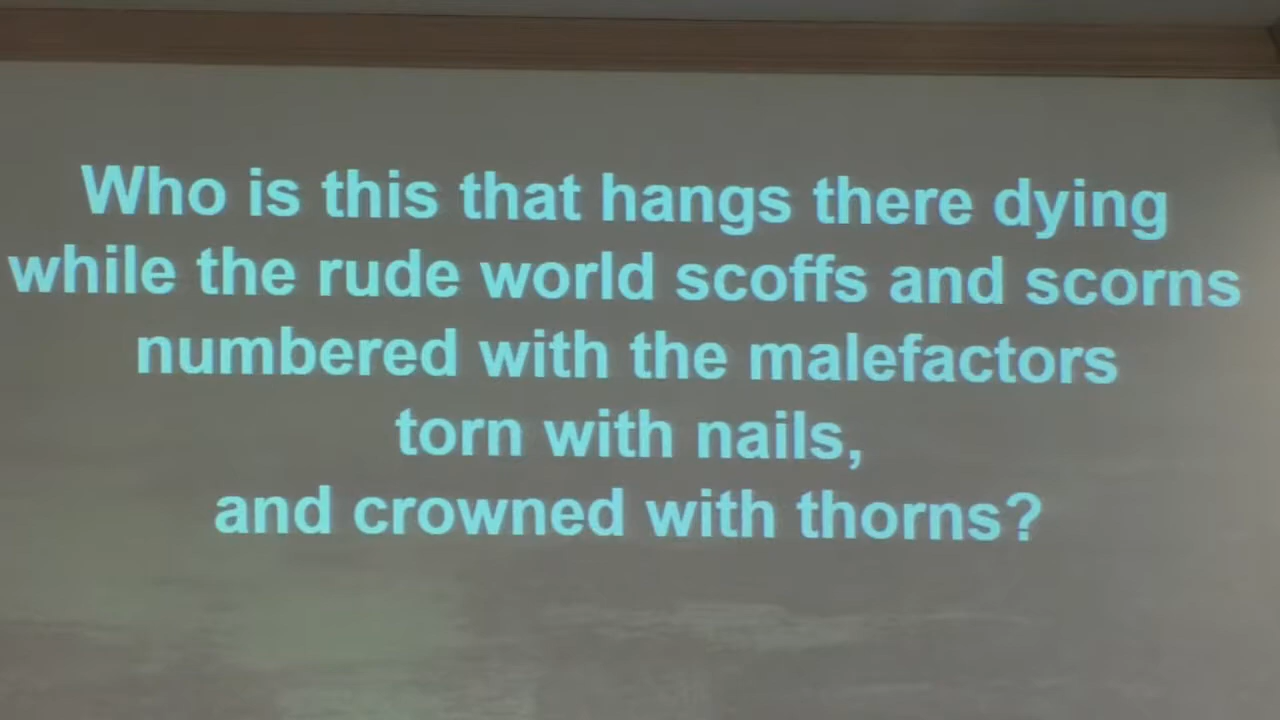 Who is this that hangs there dying
while the rude world scoffs and scorns
numbered with the malefactors
torn with nails,
and crowned with thorns?